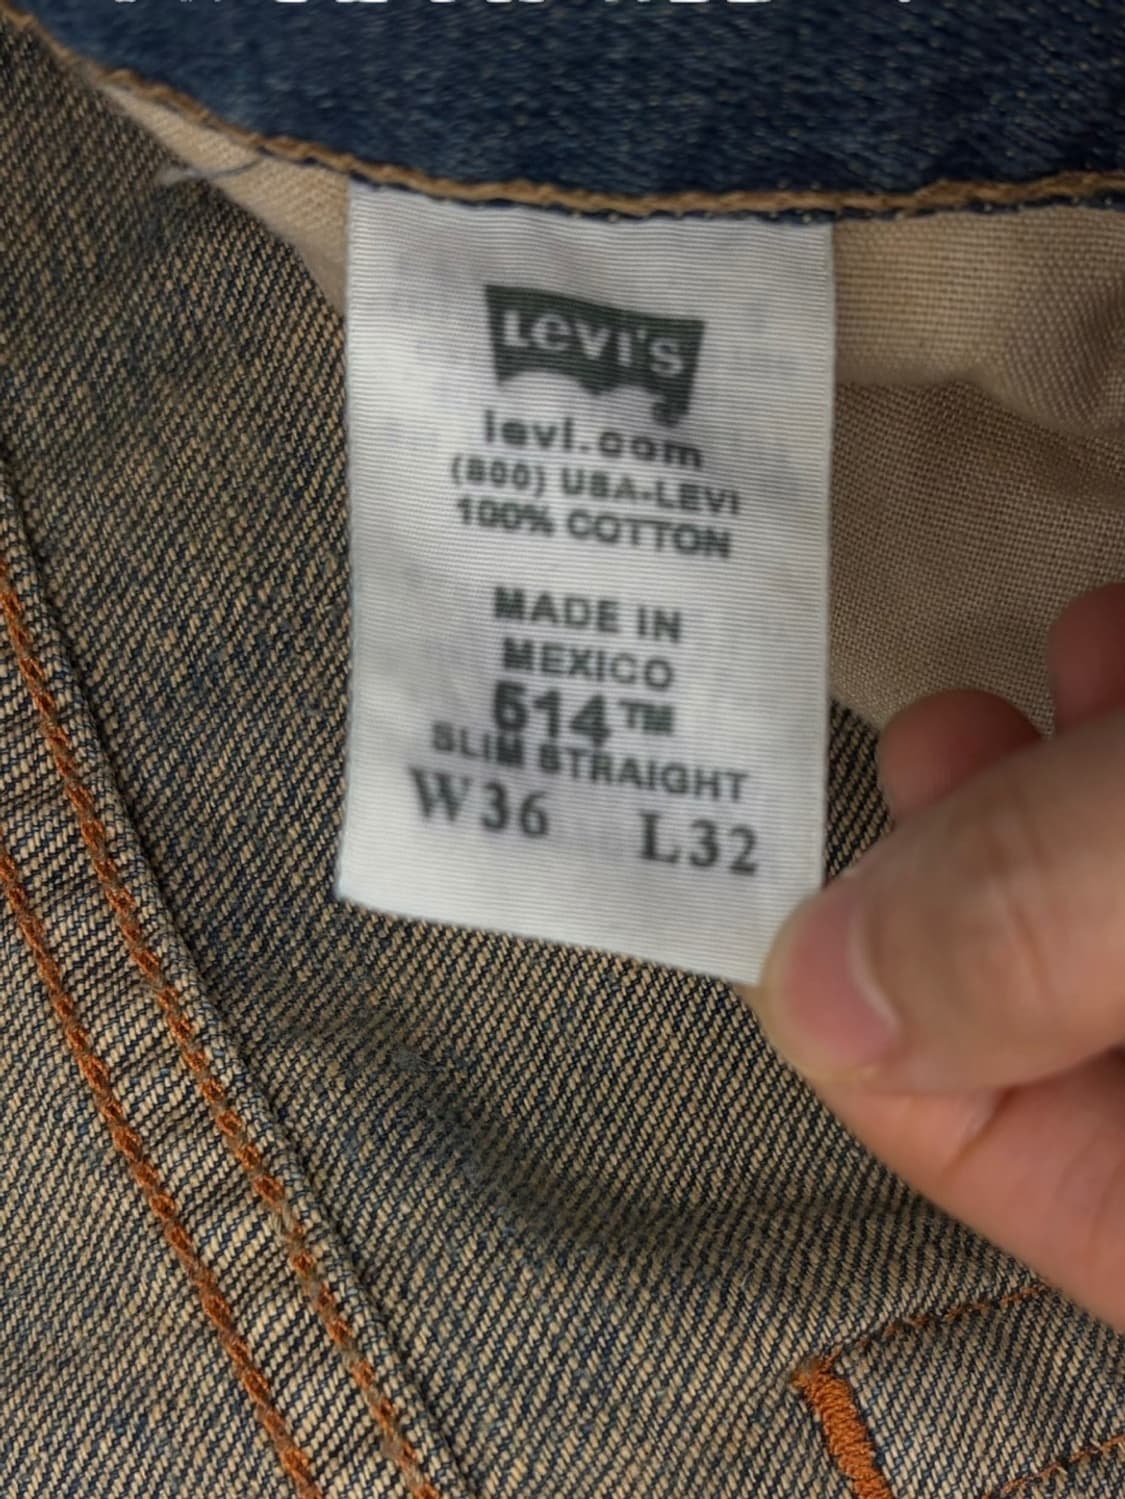 Levi's
levi.com
(800) USA-LEVI
100% COTTON
MADE IN
MEXICO
514™
SLIM STRAIGHT
W36 L32